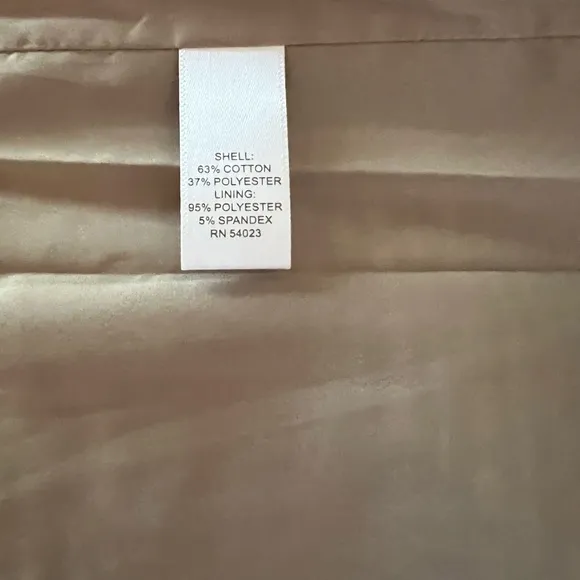 SHELL:
63% COTTON
37% POLYESTER
LINING:
95% POLYESTER
5% SPANDEX
RN 54023